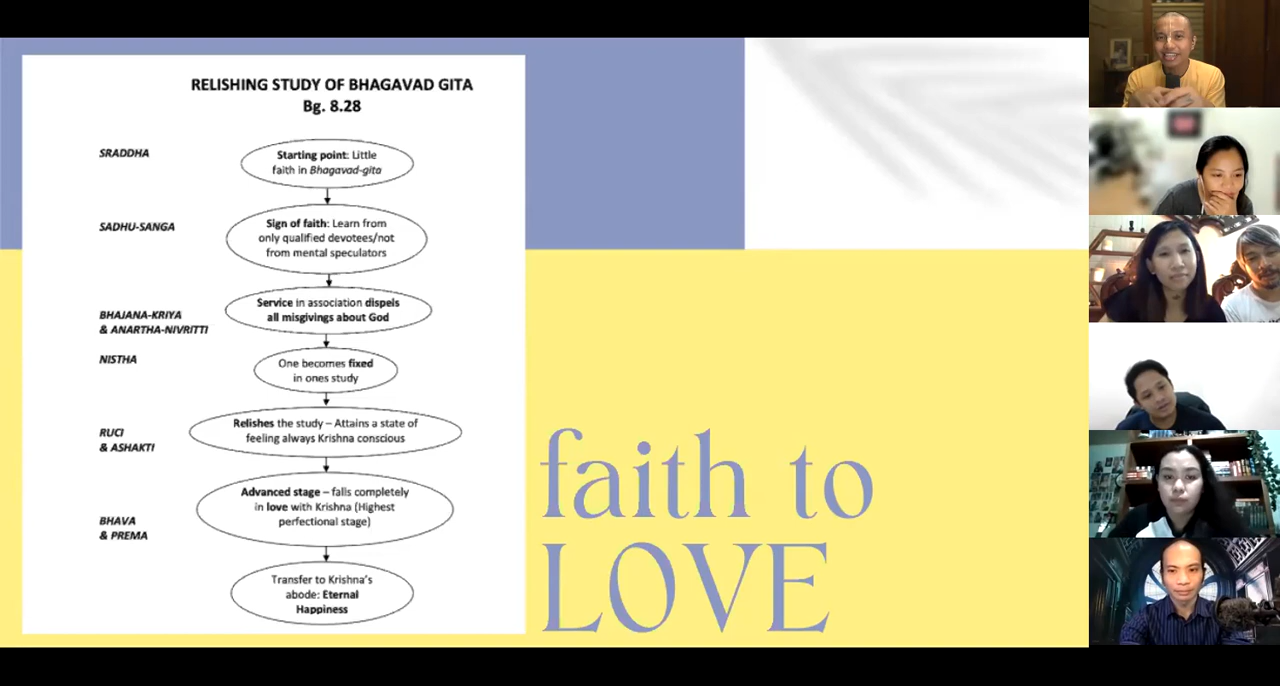 RELISHING STUDY OF BHAGAVAD GITA
Bg. 8.28
SRADDHA
Starting point: Little
faith in Bhagavad-gita
SADHU-SANGA
Sign of faith: Learn from
only qualified devotees/not
from mental speculators
BHAJANA-KRIYA
& ANARTHA-NIVRITTI
Service in association dispels
all misgivings about God
NISTHA
One becomes fixed
in ones study
RUCI
& ASHAKTI
Relishes the study – Attains a state of
feeling always Krishna conscious
BHAVA
& PREMA
Advanced stage – falls completely
in love with Krishna (Highest
perfectional stage)
Transfer to Krishna's
abode: Eternal
Happiness
faith to
LOVE